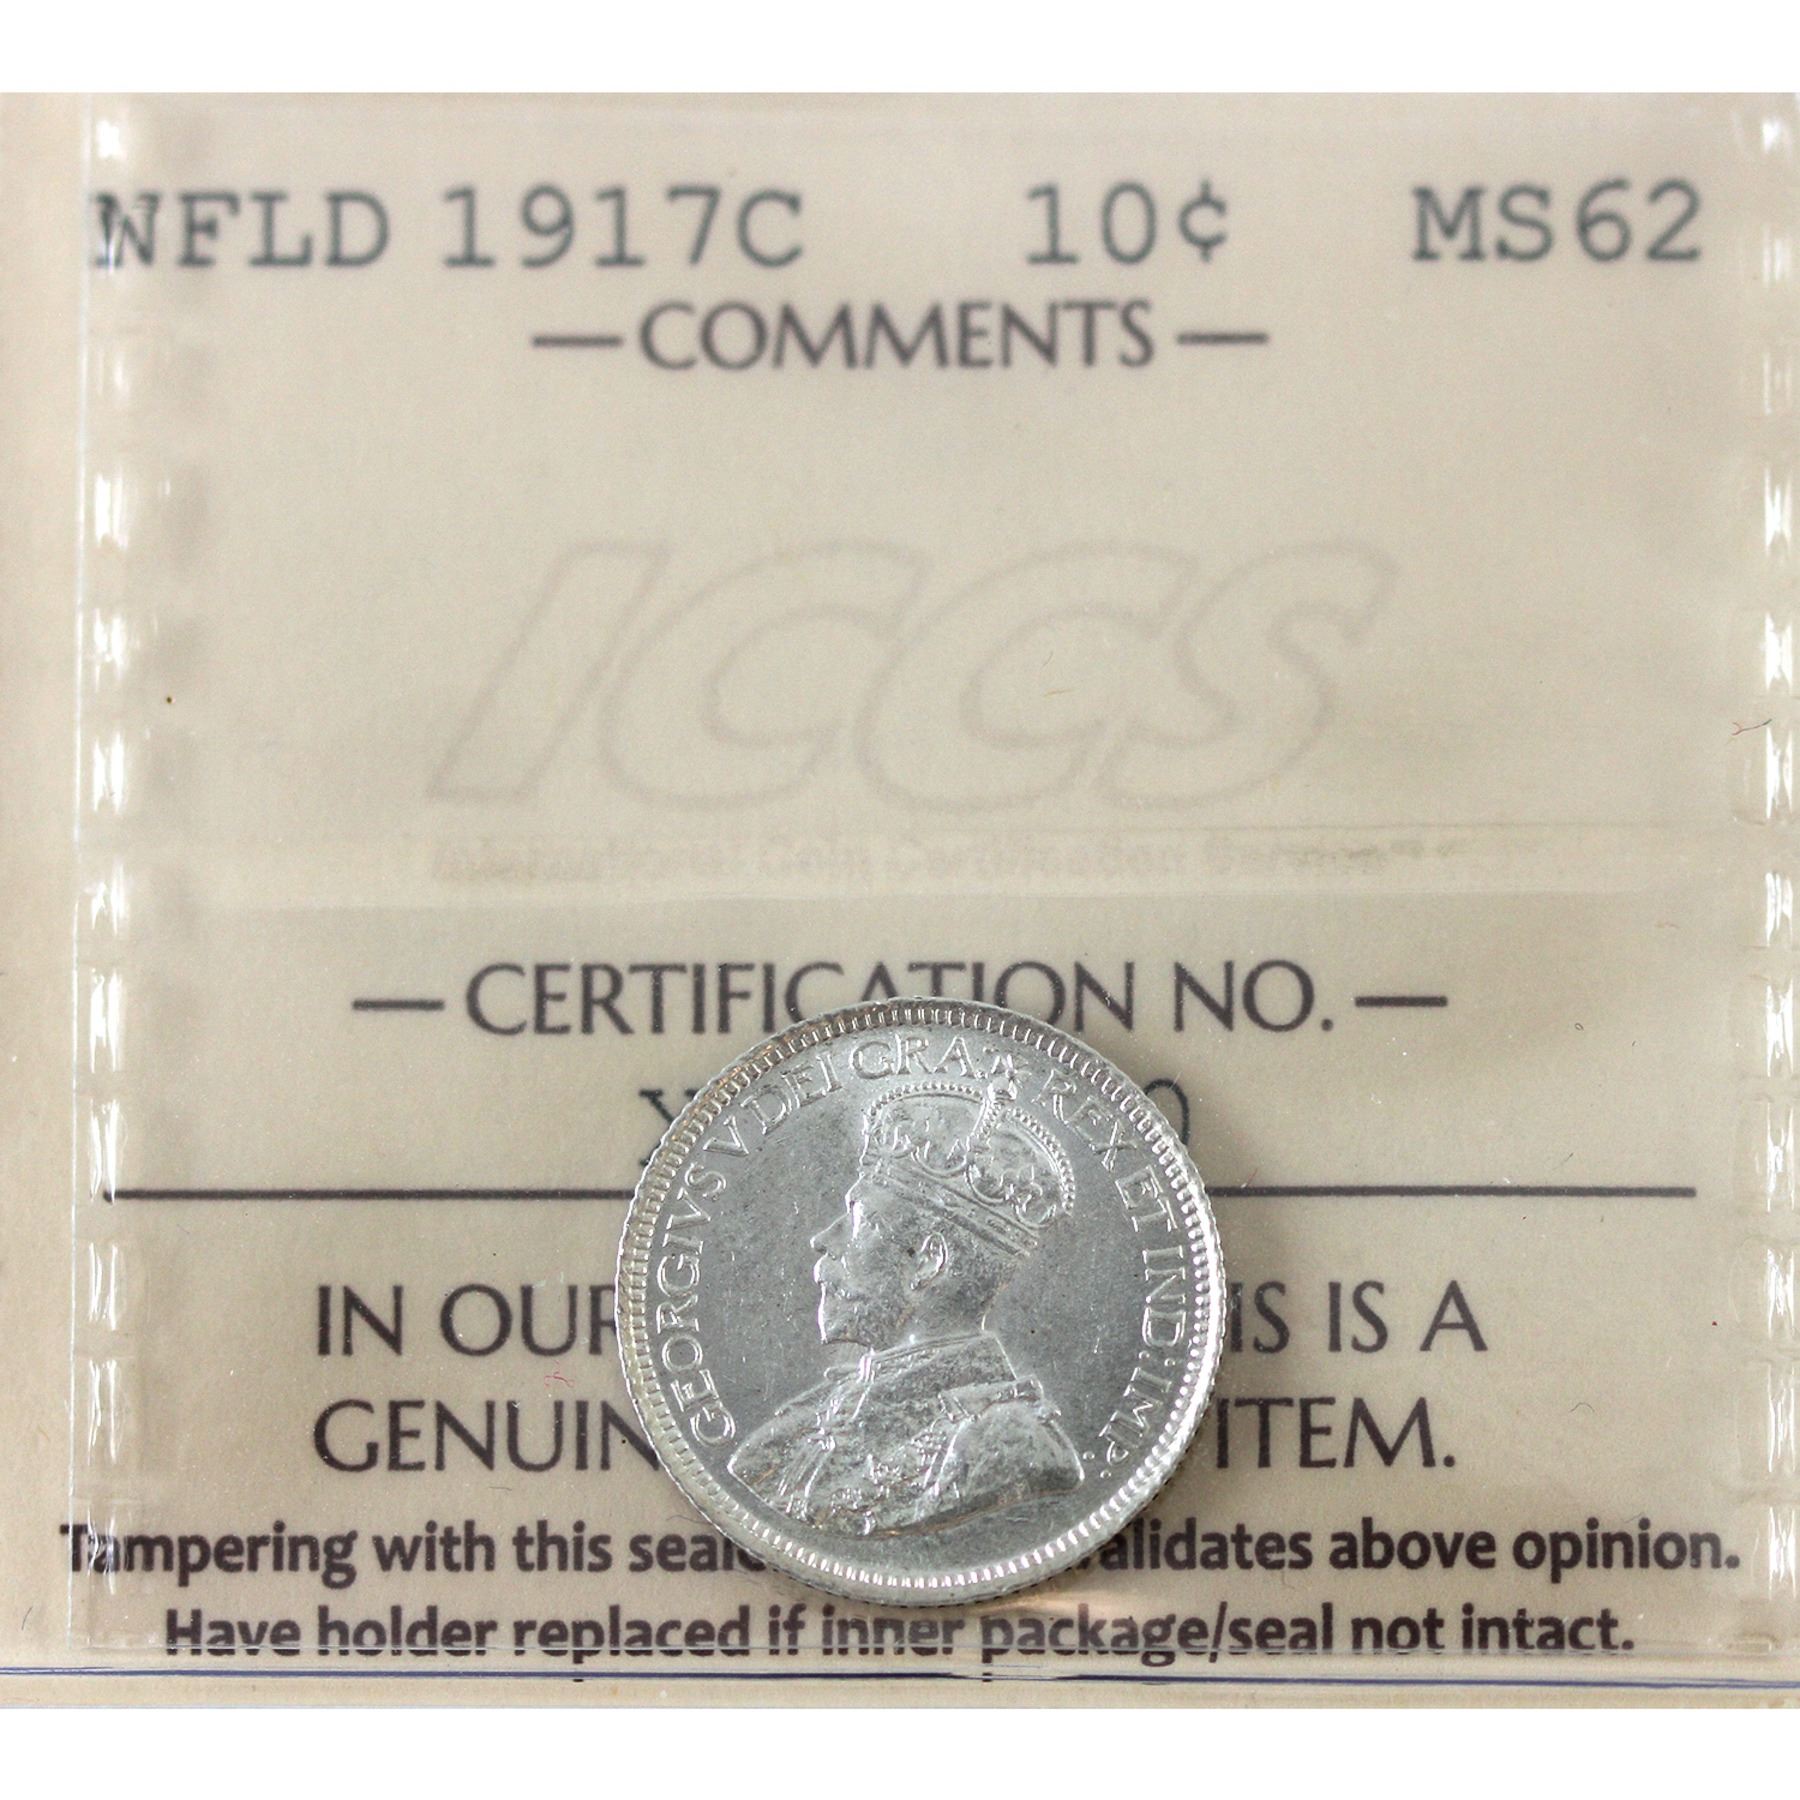 NFLD 1917C 10¢ MS62
— COMMENTS —
ICCS
— CERTIFICATION NO. —
GEORGIVS V DEI GRA: REX ET IND: IMP:
IN OUR IS IS A
GENUIN ITEM.
Tampering with this seal alidates above opinion.
Have holder replaced if inner package/seal not intact.